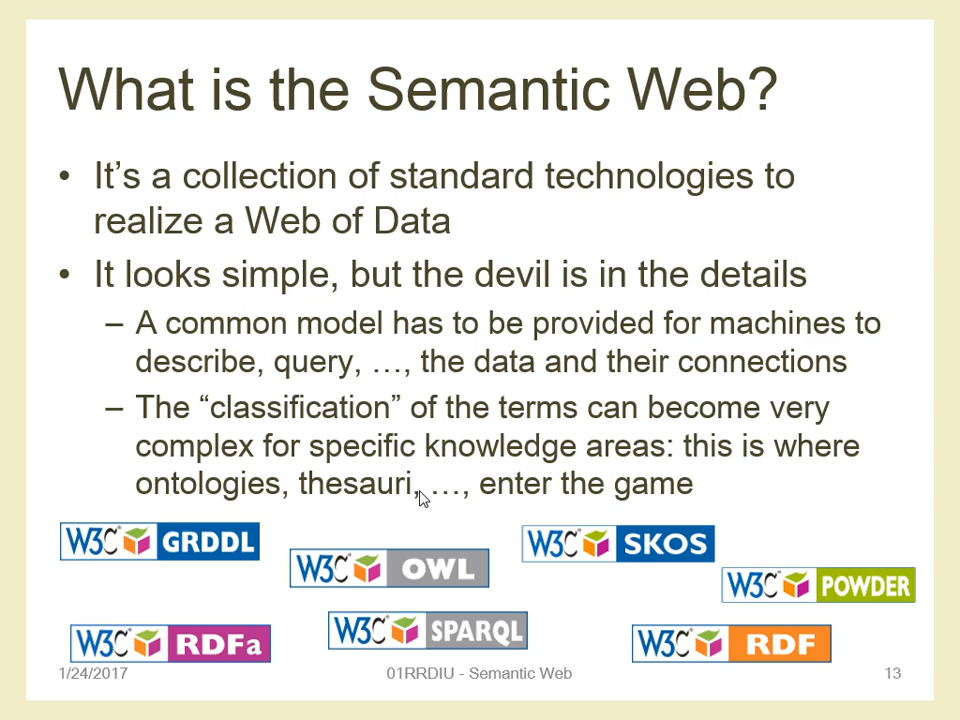 What is the Semantic Web?
• It’s a collection of standard technologies to
realize a Web of Data
• It looks simple, but the devil is in the details
– A common model has to be provided for machines to
describe, query, …, the data and their connections
– The “classification” of the terms can become very
complex for specific knowledge areas: this is where
ontologies, thesauri, …, enter the game
W3C GRDDL
W3C OWL
W3C SKOS
W3C POWDER
W3C RDFa
W3C SPARQL
W3C RDF
1/24/2017
01RRDIU - Semantic Web
13